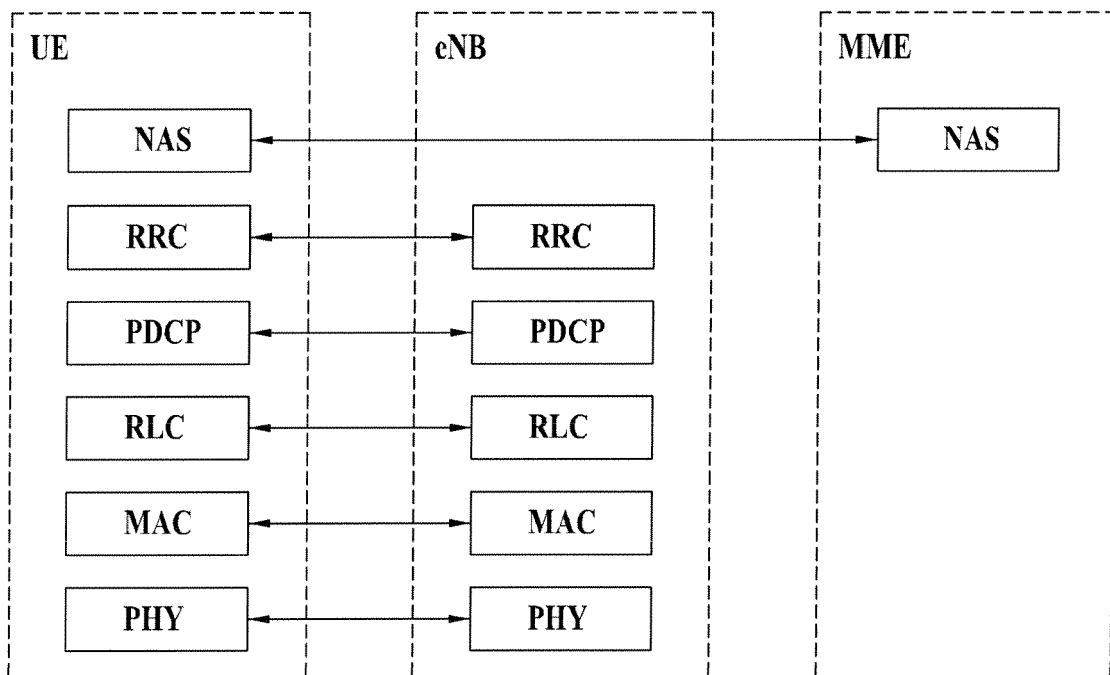 UE eNB MME
NAS NAS
RRC RRC
PDCP PDCP
RLC RLC
MAC MAC
PHY PHY